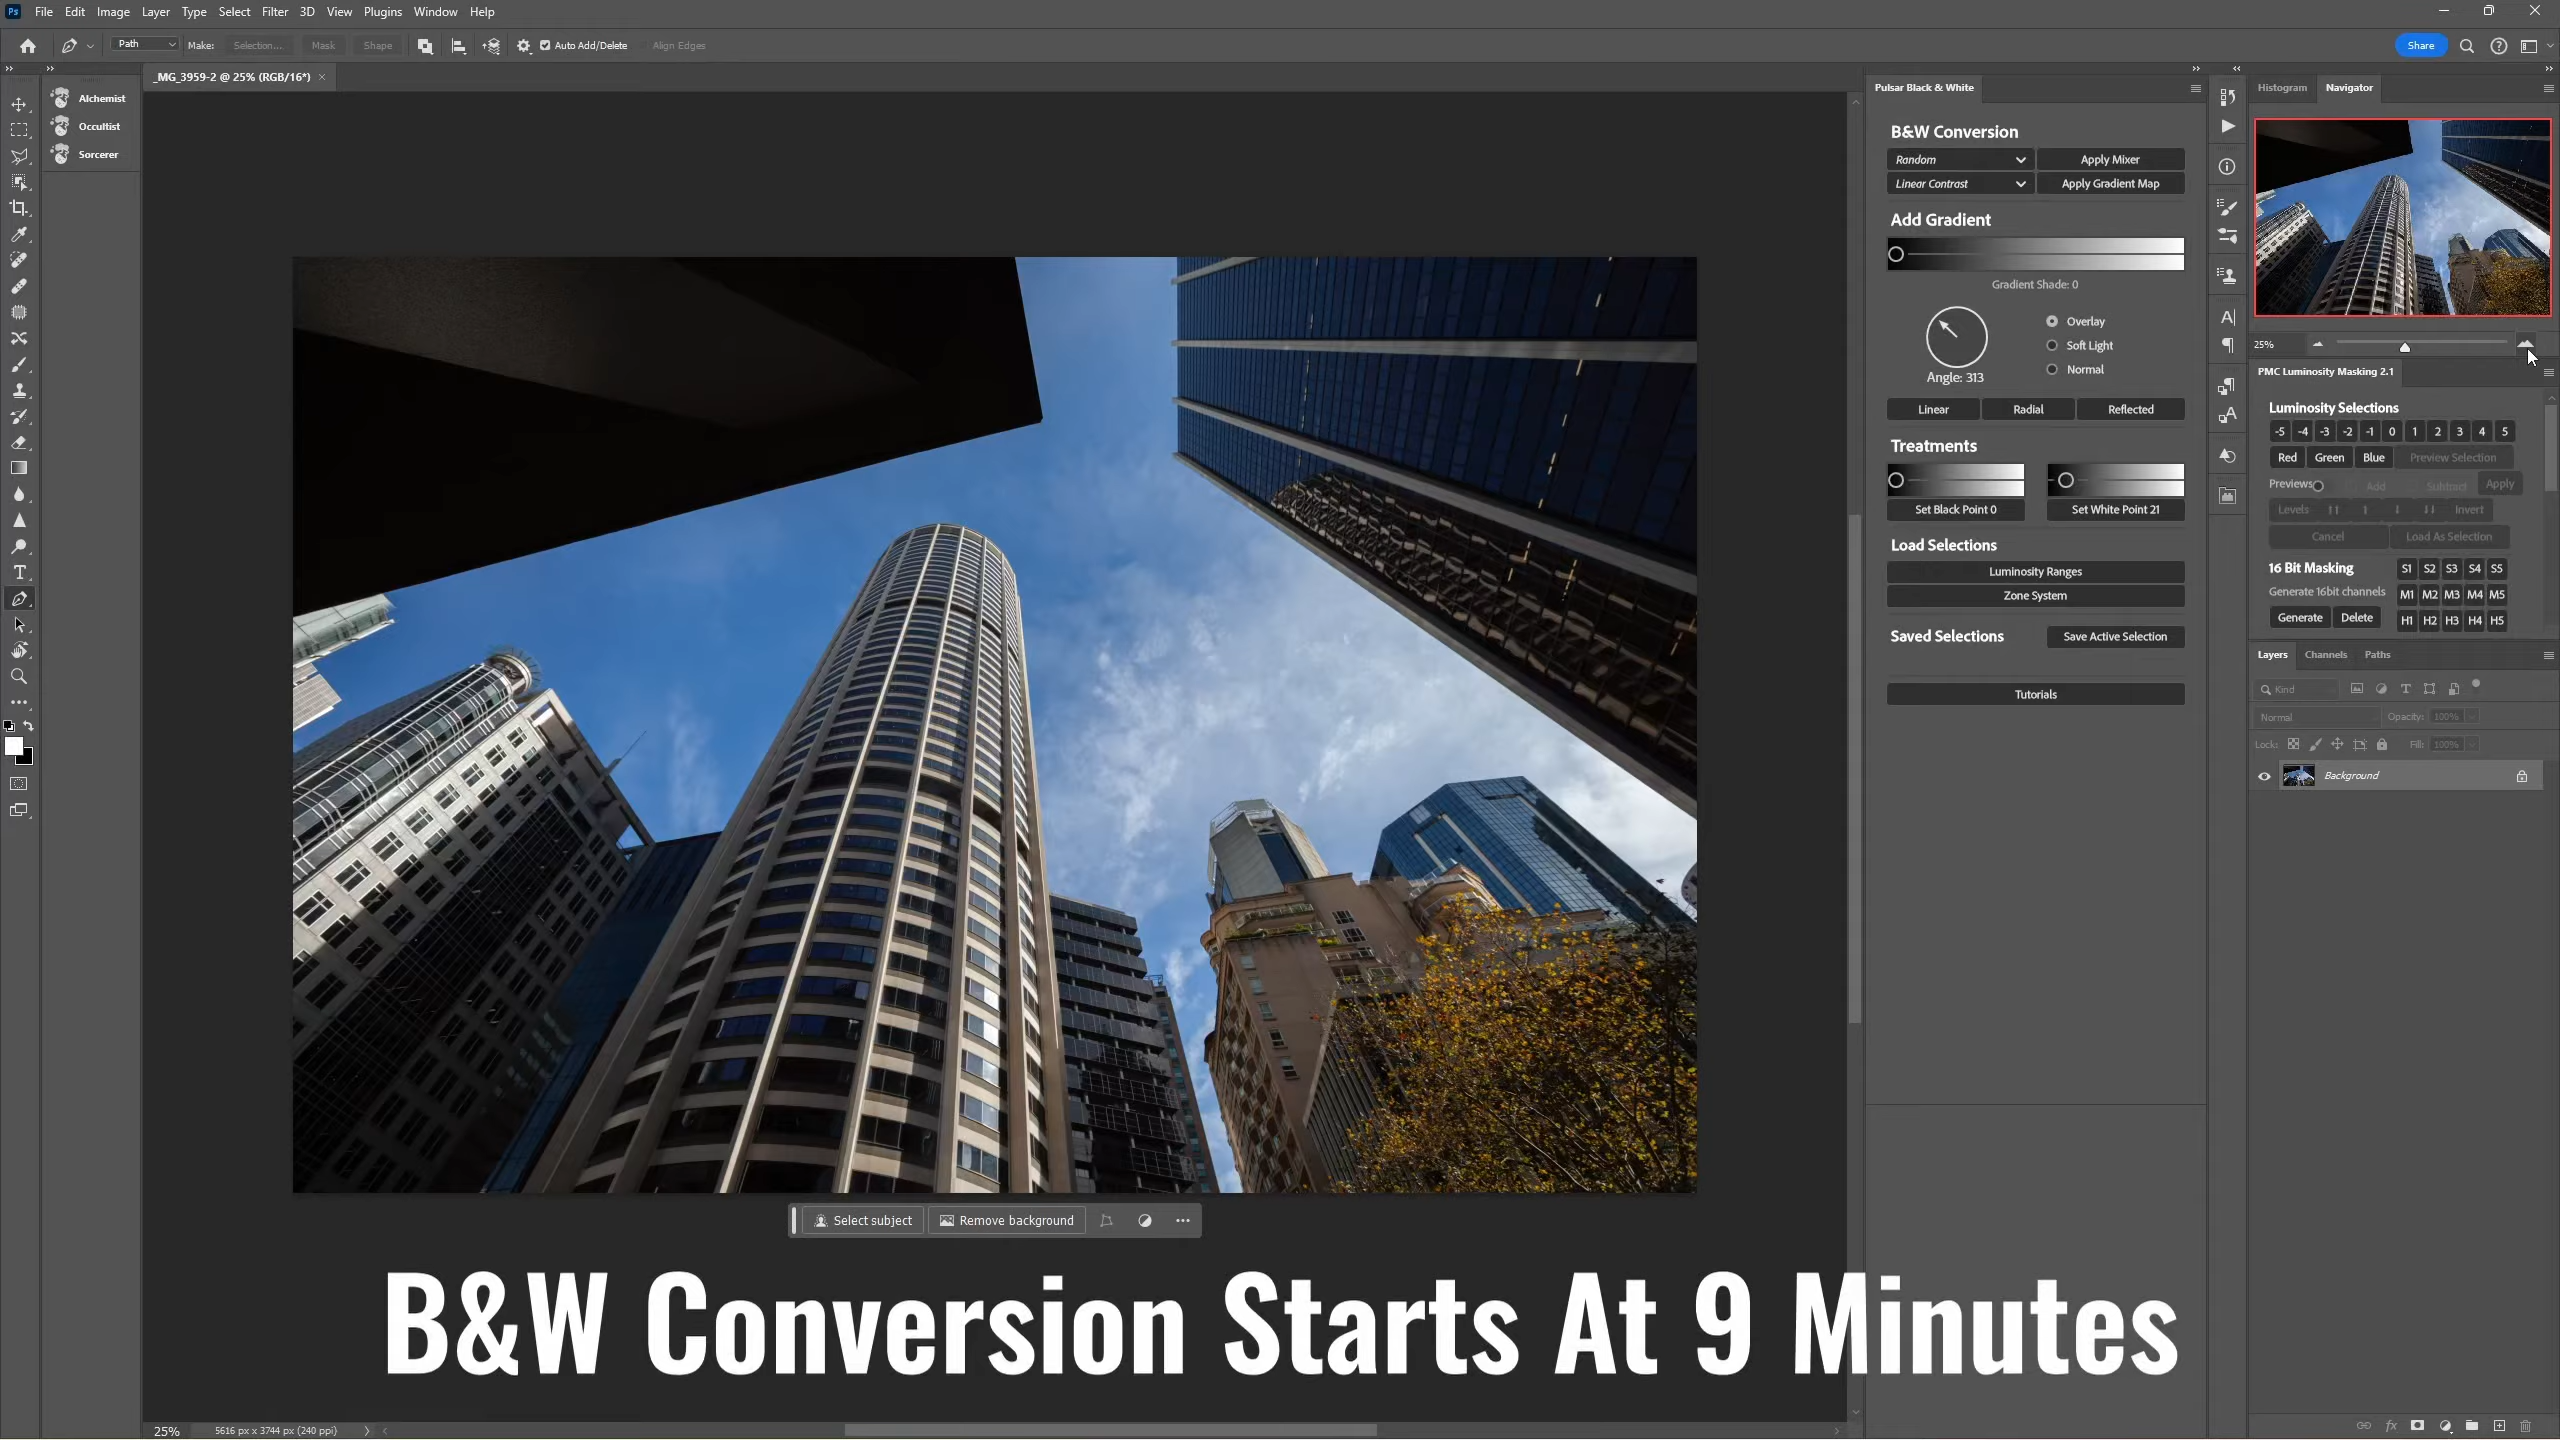 Ps File Edit Image Layer Type Select Filter 3D View Plugins Window Help
Path Make: Selection... Mask Shape Auto Add/Delete Align Edges Share
_MG_3959-2 @ 25% (RGB/16*) ×
Alchemist
Occultist
Sorcerer
Pulsar Black & White
B&W Conversion
Random Apply Mixer
Linear Contrast Apply Gradient Map
Add Gradient
Gradient Shade: 0
Overlay
Soft Light
Normal
Angle: 313
Linear Radial Reflected
Treatments
Set Black Point 0 Set White Point 21
Load Selections
Luminosity Ranges
Zone System
Saved Selections Save Active Selection
Tutorials
Histogram Navigator
25%
PMC Luminosity Masking 2.1
Luminosity Selections
-5 -4 -3 -2 -1 0 1 2 3 4 5
Red Green Blue Preview Selection
Previews Add Subtract Apply
Levels Invert
Cancel Load As Selection
16 Bit Masking S1 S2 S3 S4 S5
Generate 16bit channels M1 M2 M3 M4 M5
Generate Delete H1 H2 H3 H4 H5
Layers Channels Paths
Kind
Normal Opacity: 100%
Lock: Fill: 100%
Background
Select subject Remove background
B&W Conversion Starts At 9 Minutes
25% 5616 px x 3744 px (240 ppi)
fx